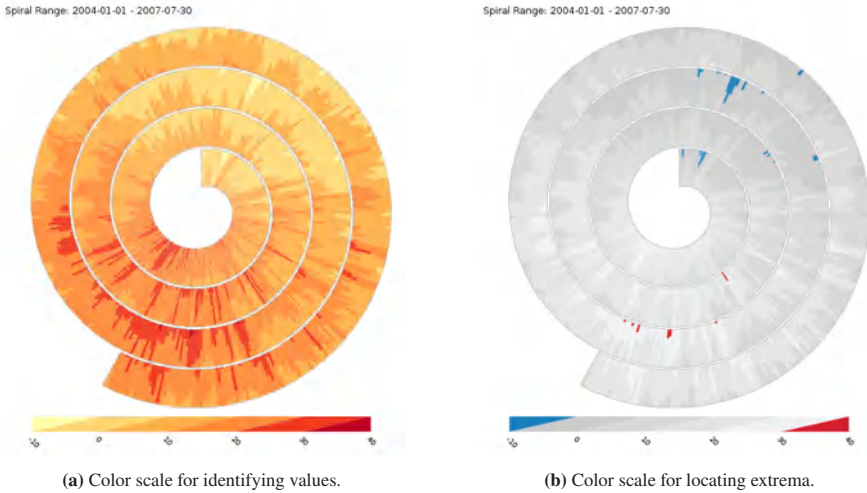 Spiral Range: 2004-01-01 - 2007-07-30
-10 0 10 20 30 40
(a) Color scale for identifying values.
Spiral Range: 2004-01-01 - 2007-07-30
-10 0 10 20 30 40
(b) Color scale for locating extrema.